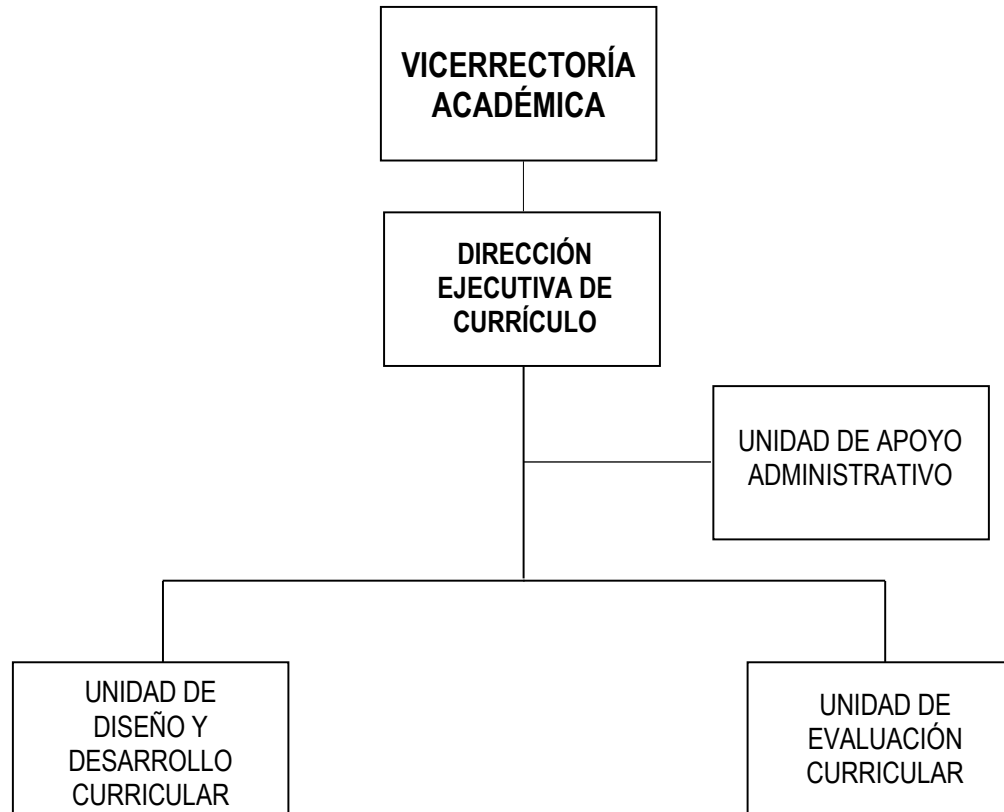 VICERRECTORÍA
ACADÉMICA
DIRECCIÓN
EJECUTIVA DE
CURRÍCULO
UNIDAD DE APOYO
ADMINISTRATIVO
UNIDAD DE
DISEÑO Y
DESARROLLO
CURRICULAR
UNIDAD DE
EVALUACIÓN
CURRICULAR